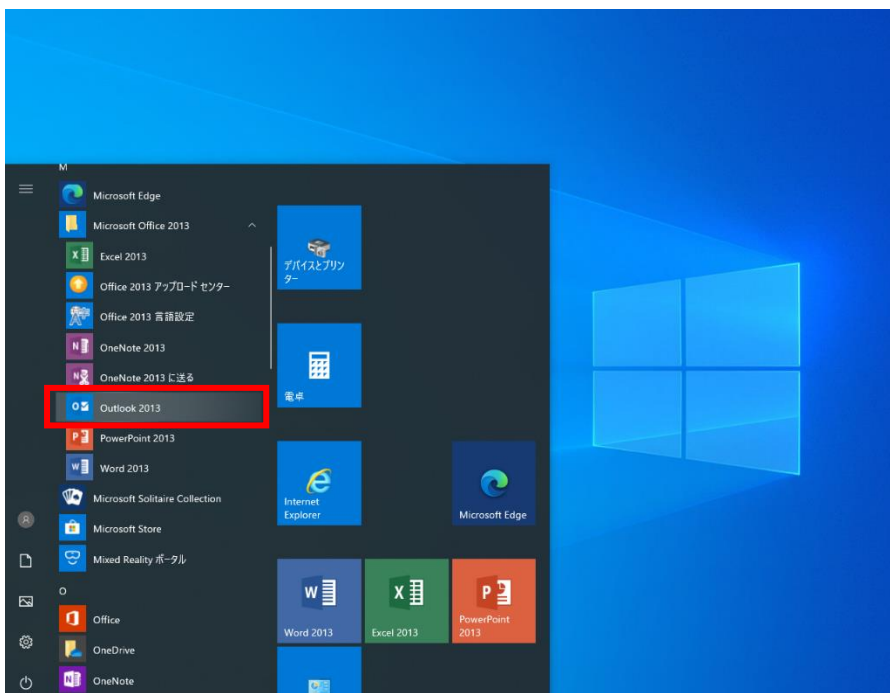 M
Microsoft Edge
Microsoft Office 2013
Excel 2013
Office 2013 アップロード センター
Office 2013 言語設定
OneNote 2013
OneNote 2013 に送る
Outlook 2013
PowerPoint 2013
Word 2013
Microsoft Solitaire Collection
Microsoft Store
Mixed Reality ポータル
O
Office
OneDrive
OneNote
デバイスとプリン
ター
電卓
Internet
Explorer
Microsoft Edge
Word 2013
Excel 2013
PowerPoint
2013